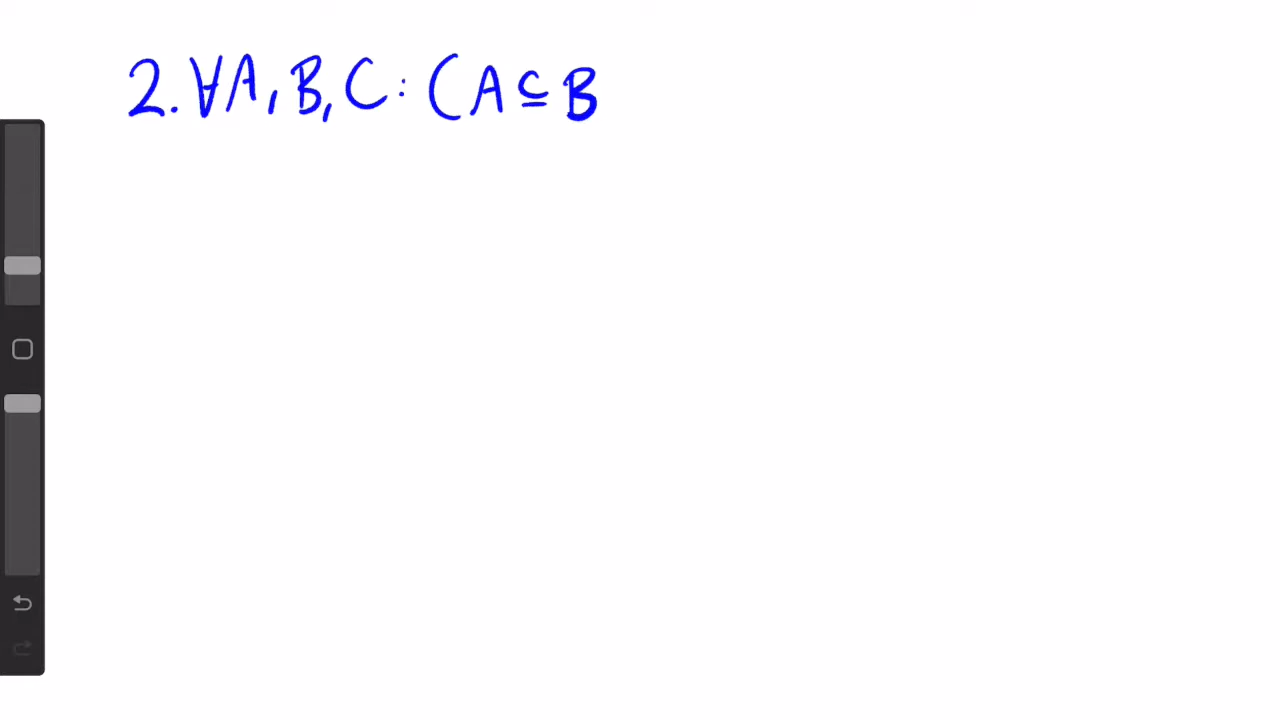 2. ∀A, B, C : (A ⊆ B